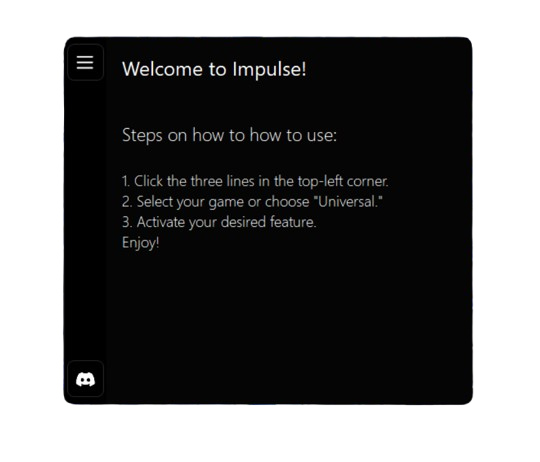 Welcome to Impulse!
Steps on how to how to use:
1. Click the three lines in the top-left corner.
2. Select your game or choose "Universal."
3. Activate your desired feature.
Enjoy!